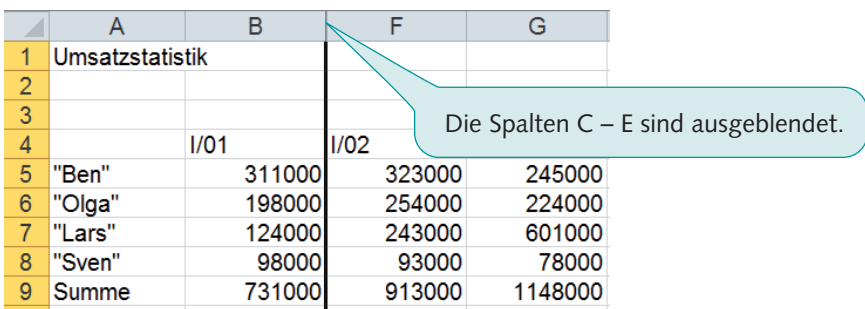 A B F G
1 Umsatzstatistik
2
3
Die Spalten C – E sind ausgeblendet.
4 I/01 I/02
5 "Ben" 311000 323000 245000
6 "Olga" 198000 254000 224000
7 "Lars" 124000 243000 601000
8 "Sven" 98000 93000 78000
9 Summe 731000 913000 1148000